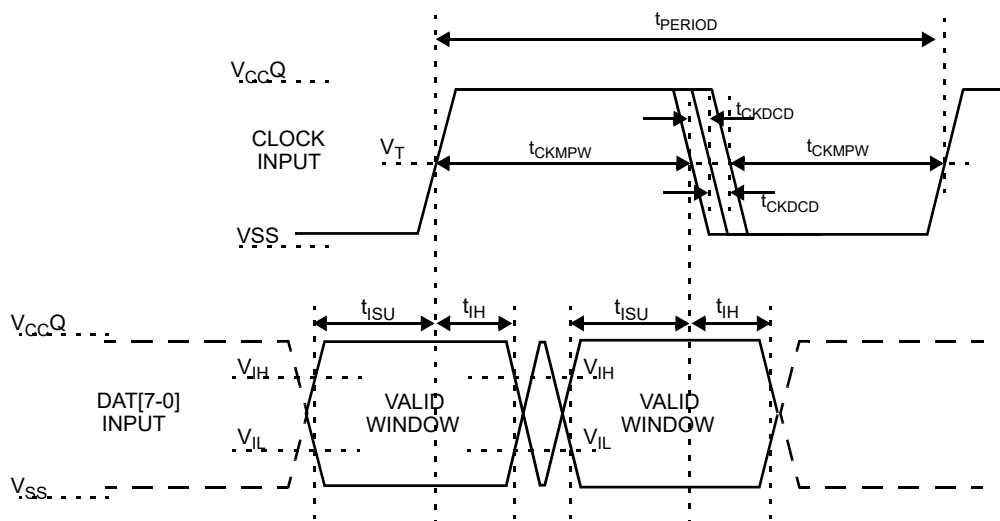 tPERIOD
VCCQ
tCKDCD
CLOCK
INPUT
VT
tCKMPW
tCKMPW
tCKDCD
VSS
tISU
tIH
tISU
tIH
VCCQ
VIH
VIH
DAT[7-0]
INPUT
VALID
WINDOW
VALID
WINDOW
VIL
VIL
VSS